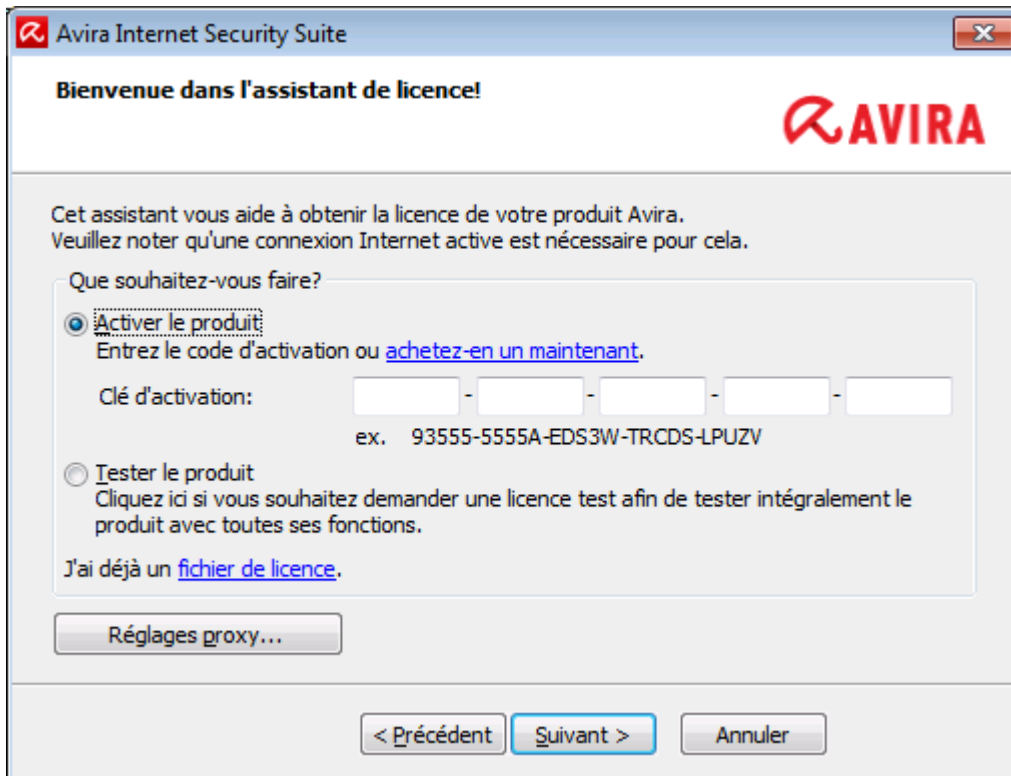 Avira Internet Security Suite
Bienvenue dans l'assistant de licence!
AVIRA
Cet assistant vous aide à obtenir la licence de votre produit Avira.
Veuillez noter qu'une connexion Internet active est nécessaire pour cela.
Que souhaitez-vous faire?
Activer le produit
Entrez le code d'activation ou achetez-en un maintenant.
Clé d'activation: - - - -
ex. 93555-5555A-EDS3W-TRCDS-LPUZV
Tester le produit
Cliquez ici si vous souhaitez demander une licence test afin de tester intégralement le
produit avec toutes ses fonctions.
J'ai déjà un fichier de licence.
Réglages proxy...
< Précédent Suivant > Annuler